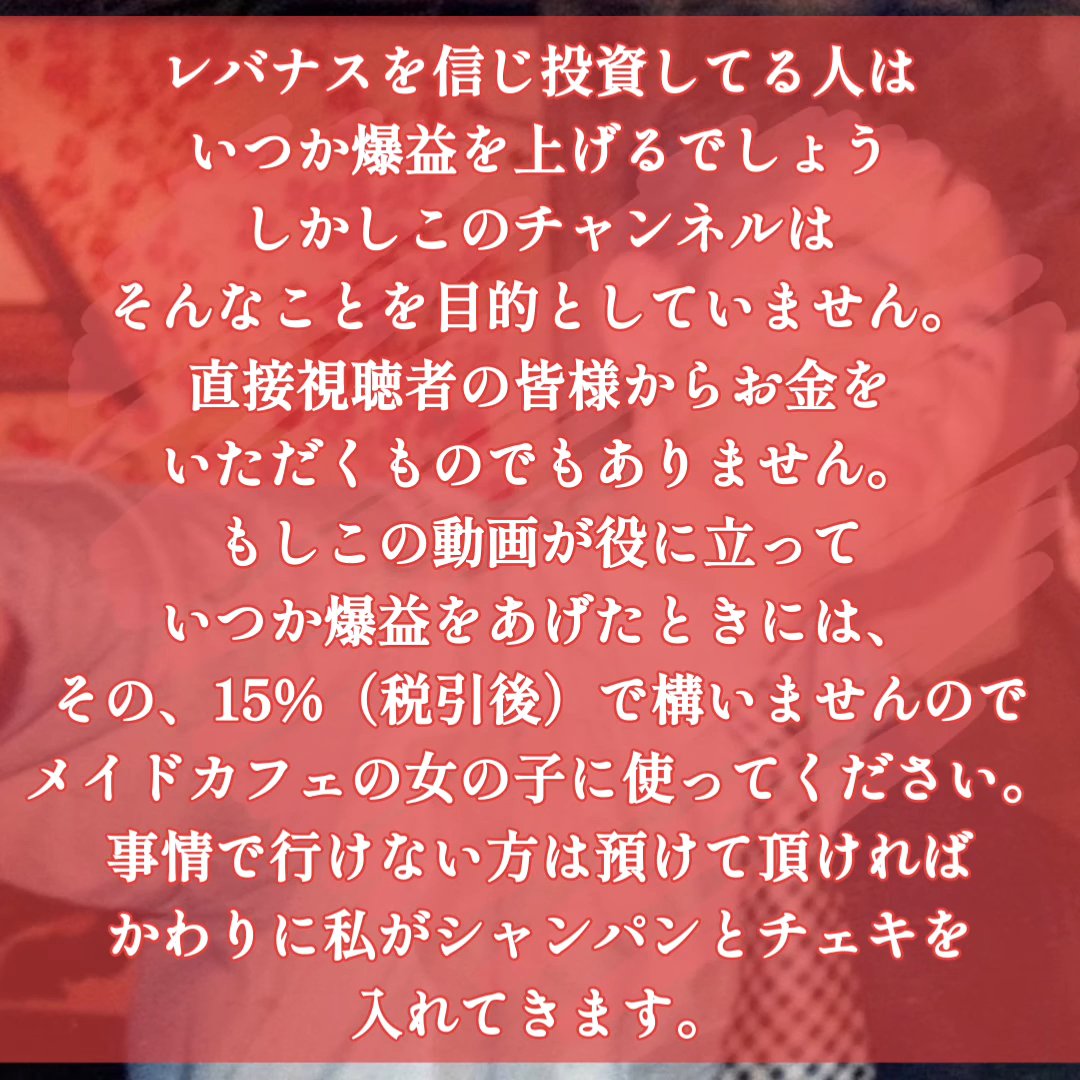 レバナスを信じ投資してる人は
いつか爆益を上げるでしょう
しかしこのチャンネルは
そんなことを目的としていません。
直接視聴者の皆様からお金を
いただくものでもありません。
もしこの動画が役に立って
いつか爆益をあげたときには、
その、15%（税引後）で構いませんので
メイドカフェの女の子に使ってください。
事情で行けない方は預けて頂ければ
かわりに私がシャンパンとチェキを
入れてきます。